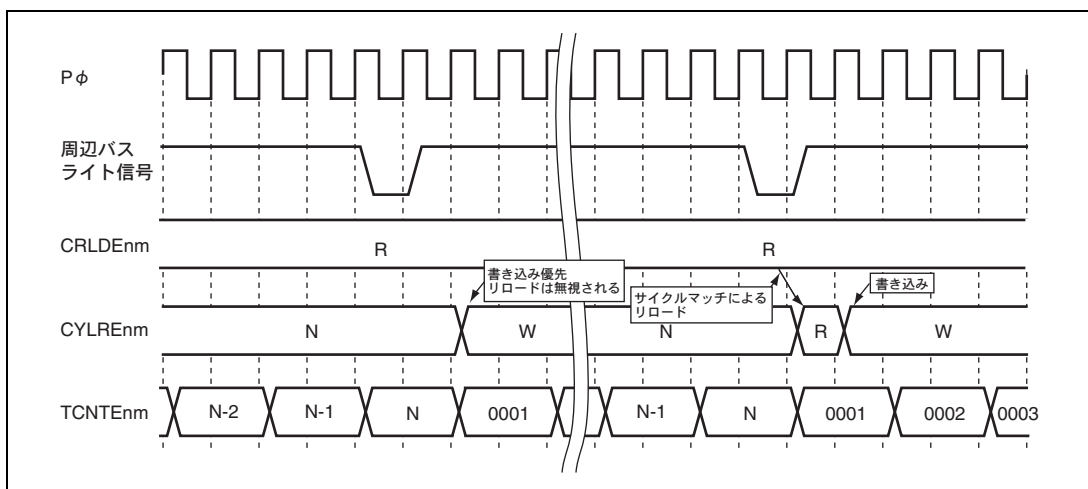 Pφ
周辺バス
ライト信号
CRLDEnm
R
R
書き込み優先
リロードは無視される
サイクルマッチによる
リロード
書き込み
CYLREnm
N
W
N
R
W
TCNTEnm
N-2
N-1
N
0001
N-1
N
0001
0002
0003